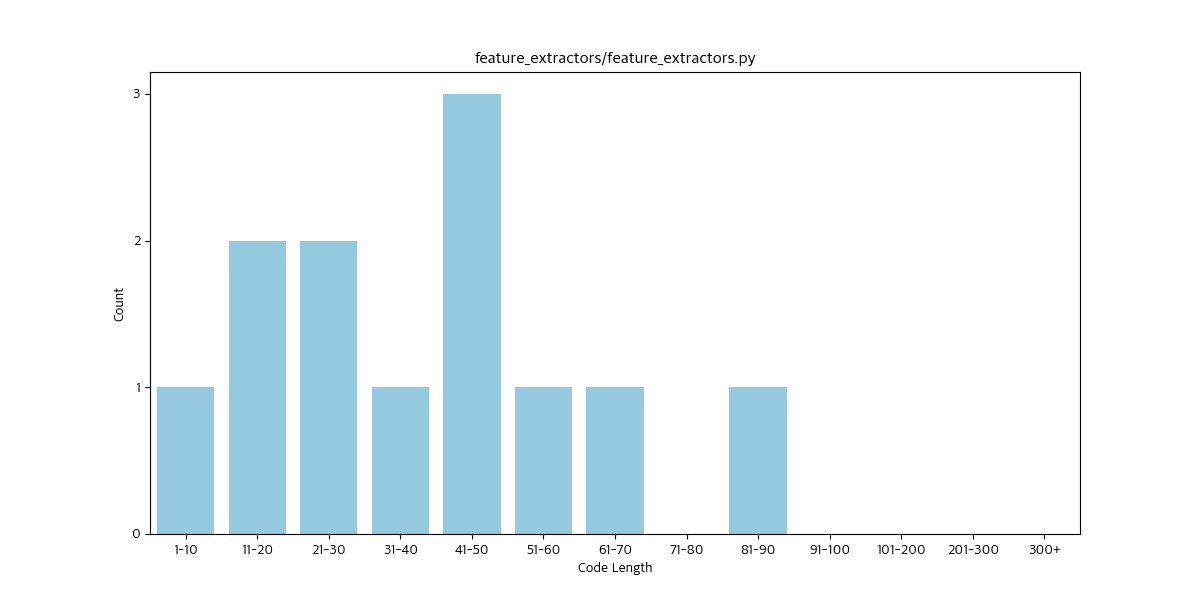 feature_extractors/feature_extractors.py
3
2
1
0
Count
1-10 11-20 21-30 31-40 41-50 51-60 61-70 71-80 81-90 91-100 101-200 201-300 300+
Code Length